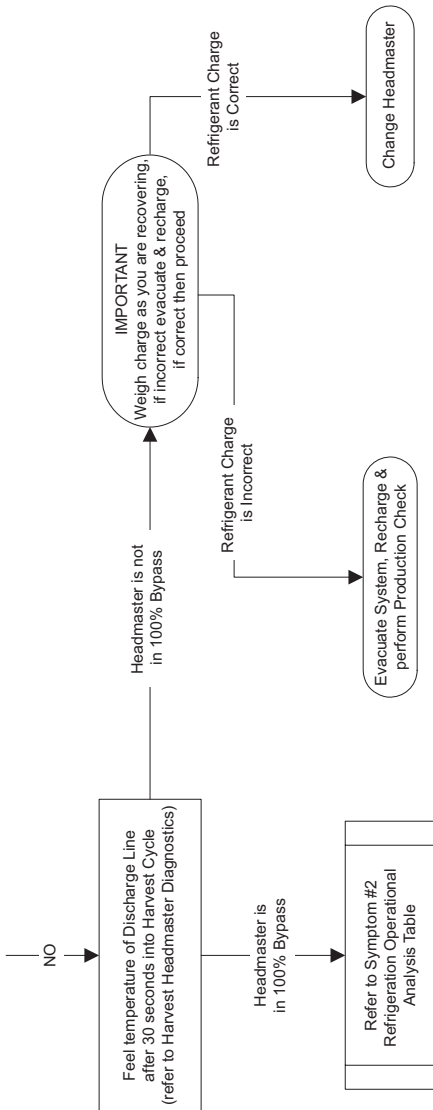 NO
Feel temperature of Discharge Line
after 30 seconds into Harvest Cycle
(refer to Harvest Headmaster Diagnostics)
Headmaster is not
in 100% Bypass
IMPORTANT
Weigh charge as you are recovering,
if incorrect evacuate & recharge,
if correct then proceed
Refrigerant Charge
is Correct
Change Headmaster
Refrigerant Charge
is Incorrect
Evacuate System, Recharge &
perform Production Check
Headmaster is
in 100% Bypass
Refer to Symptom #2
Refrigeration Operational
Analysis Table